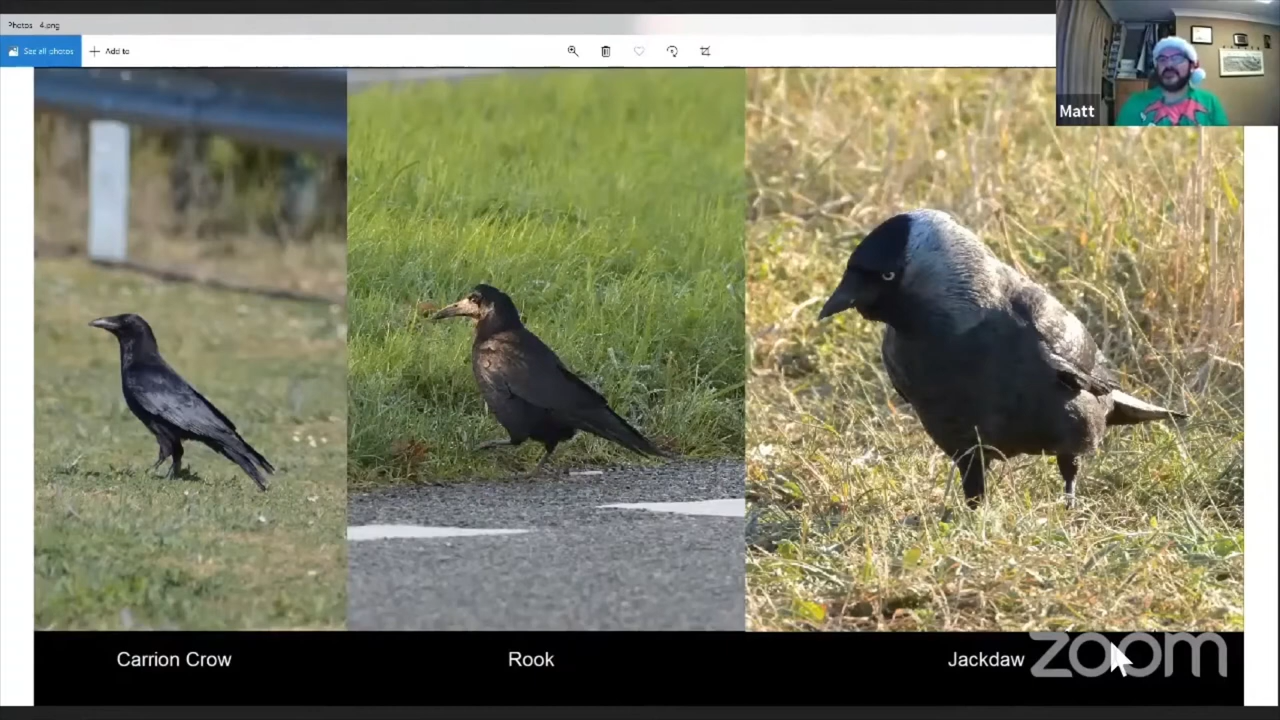 Photos - 4.png
See all photos
Add to
Matt
Carrion Crow
Rook
Jackdaw
zoom